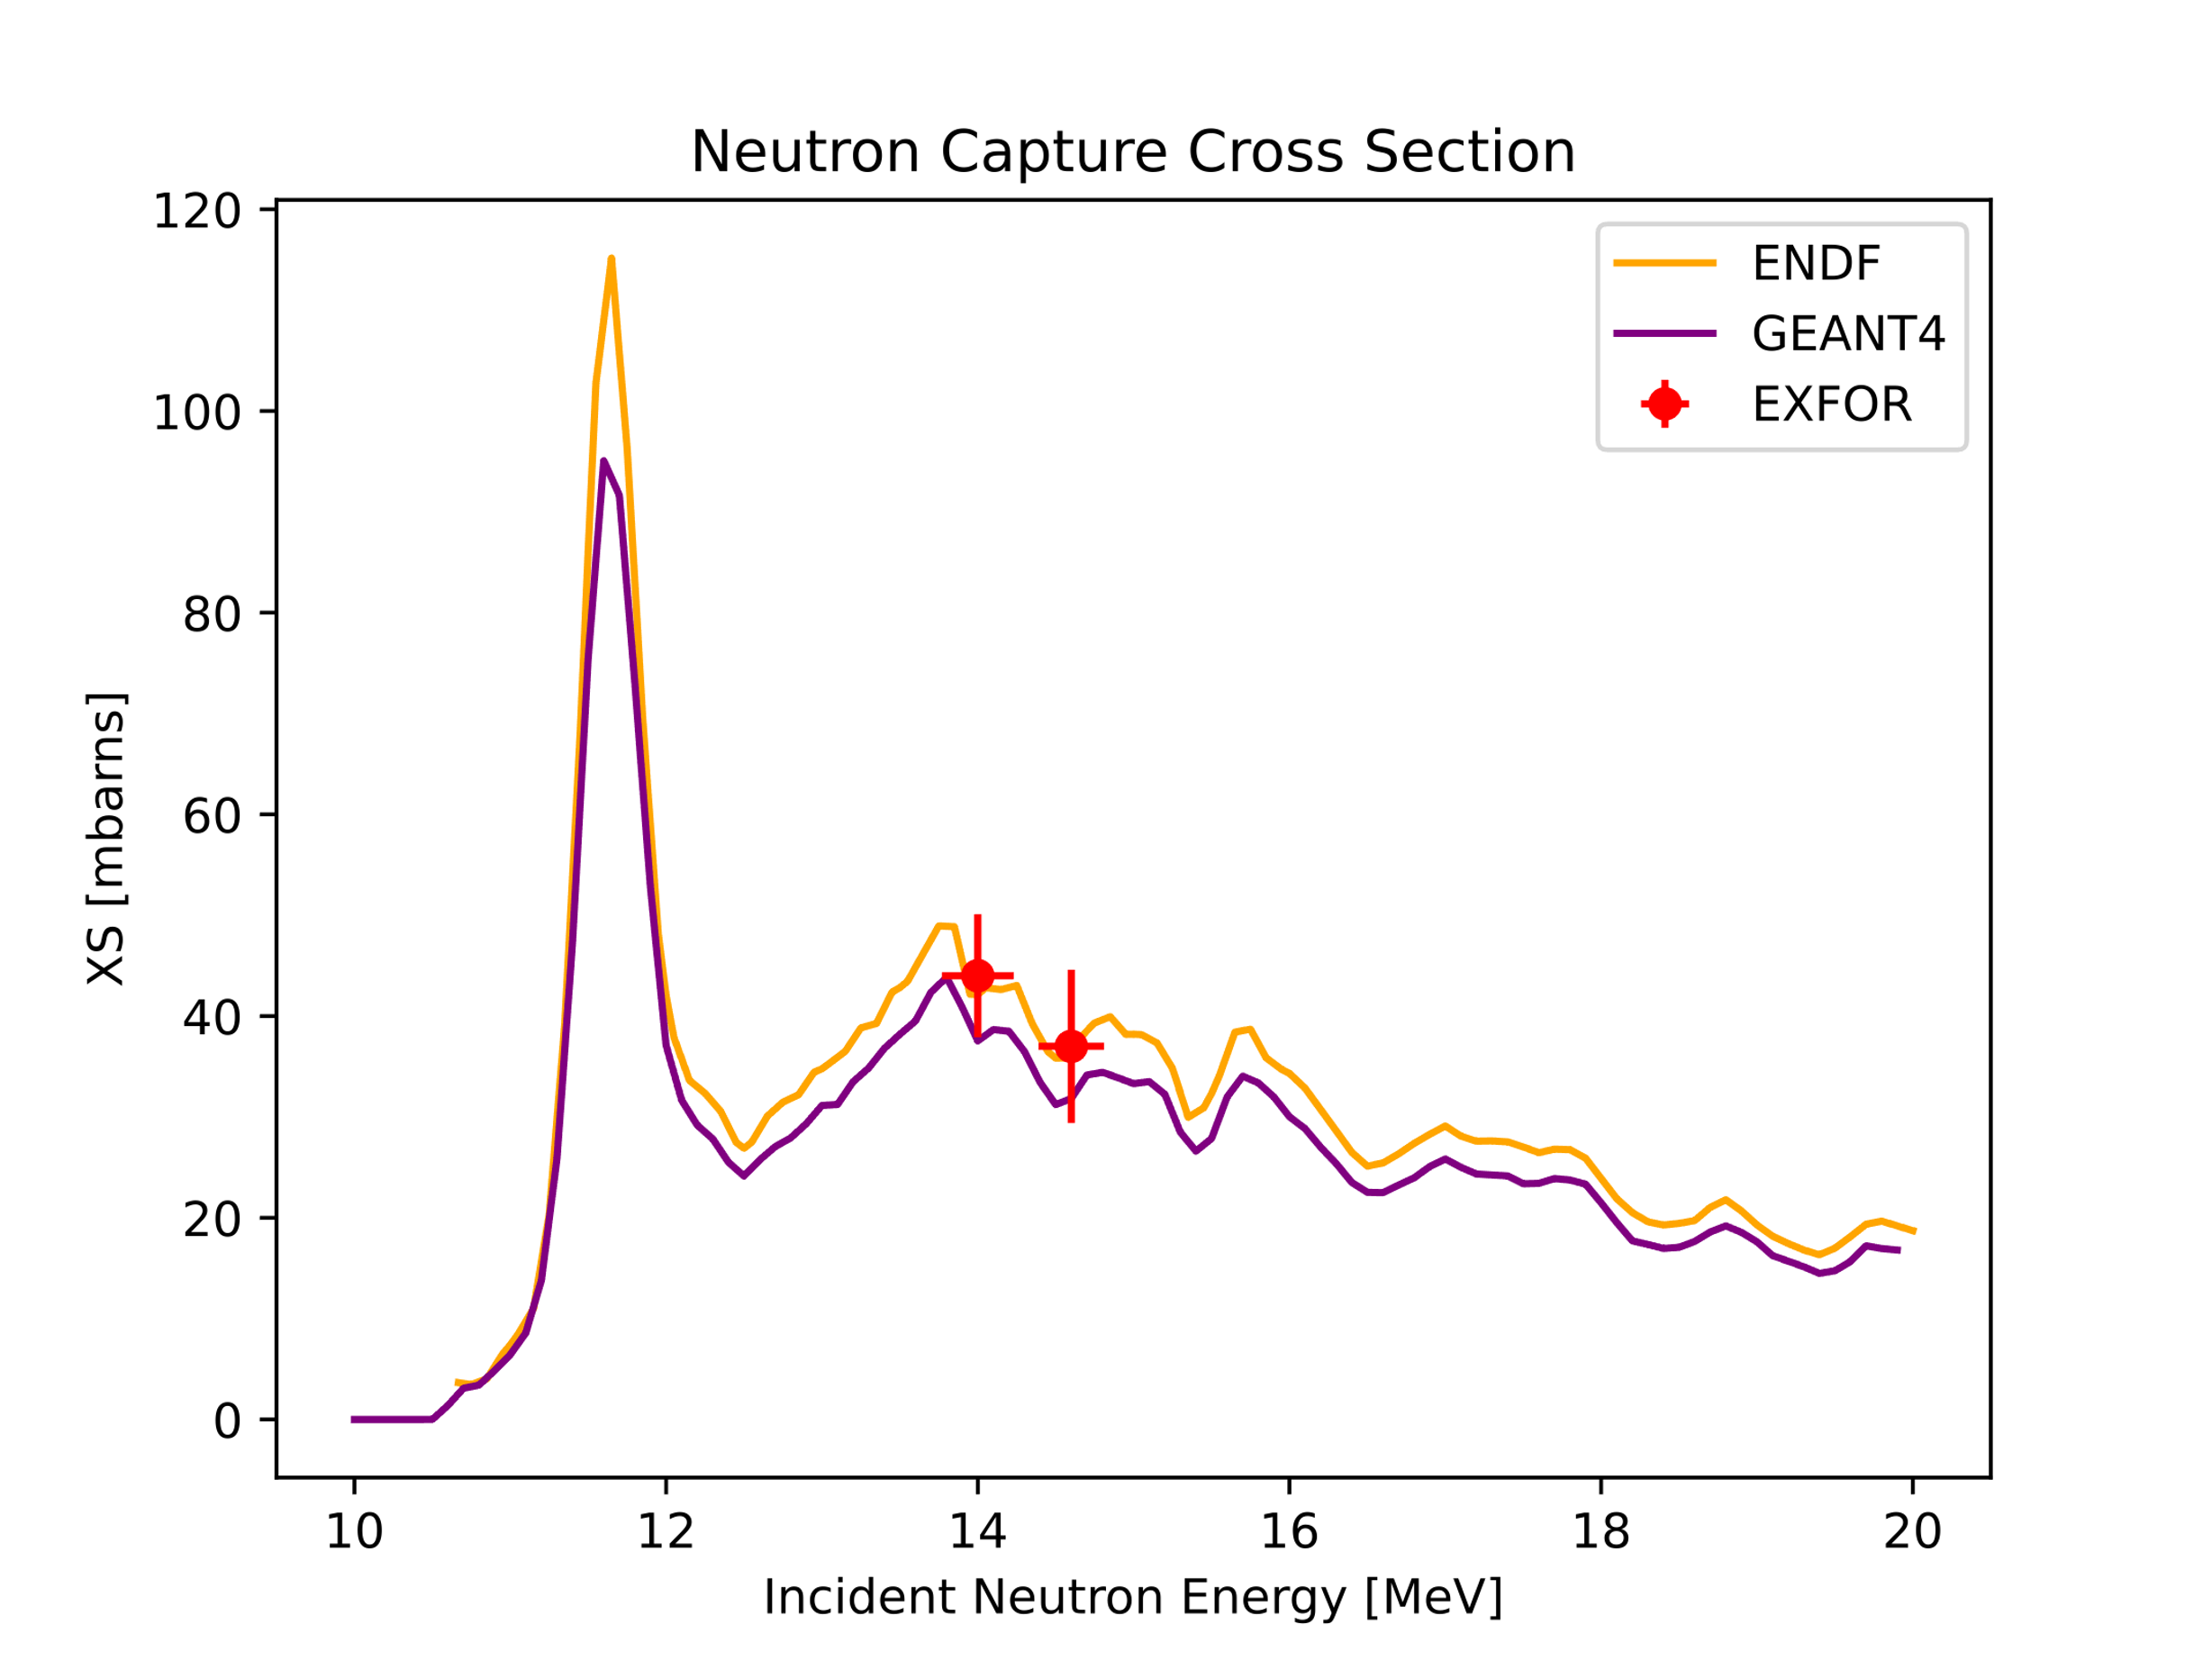 Neutron Capture Cross Section
120
100
80
60
40
20
0
XS [mbarns]
ENDF
GEANT4
EXFOR
10 12 14 16 18 20
Incident Neutron Energy [MeV]